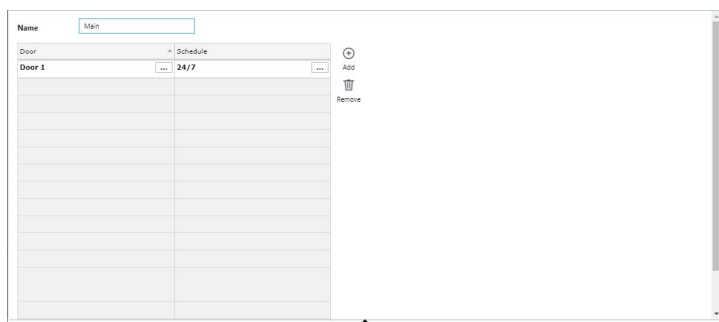 Name Main
Door Schedule
Door 1 ... 24/7 ...
Add
Remove